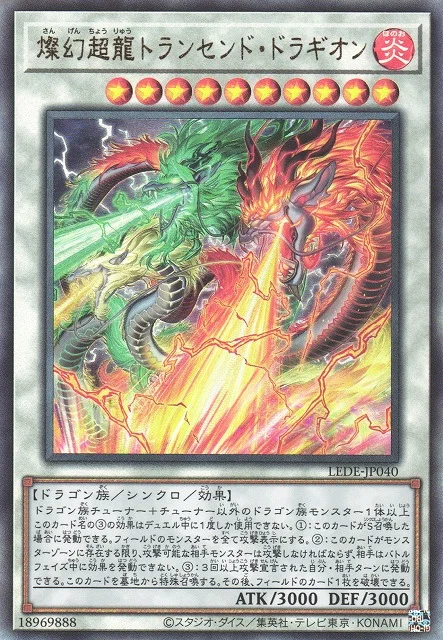 燦幻超龍トランセンド・ドラギオン
さん げん ちょう りゅう
炎
ほのお
LEDE-JP040
【ドラゴン族／シンクロ／効果】
ドラゴン族チューナー＋チューナー以外のドラゴン族モンスター１体以上
このカード名の③の効果はデュエル中に１度しか使用できない。①：このカードがＳ召喚した
場合に発動できる。フィールドのモンスターを全て攻撃表示にする。②：このカードがモンス
ターゾーンに存在する限り、攻撃可能な相手モンスターは攻撃しなければならず、相手はバトル
フェイズ中に効果を発動できない。③：３回以上攻撃宣言された自分・相手ターンに発動
できる。このカードを墓地から特殊召喚する。その後、フィールドのカード１枚を破壊できる。
ATK/3000 DEF/3000
18969888
©スタジオ・ダイス／集英社・テレビ東京・KONAMI